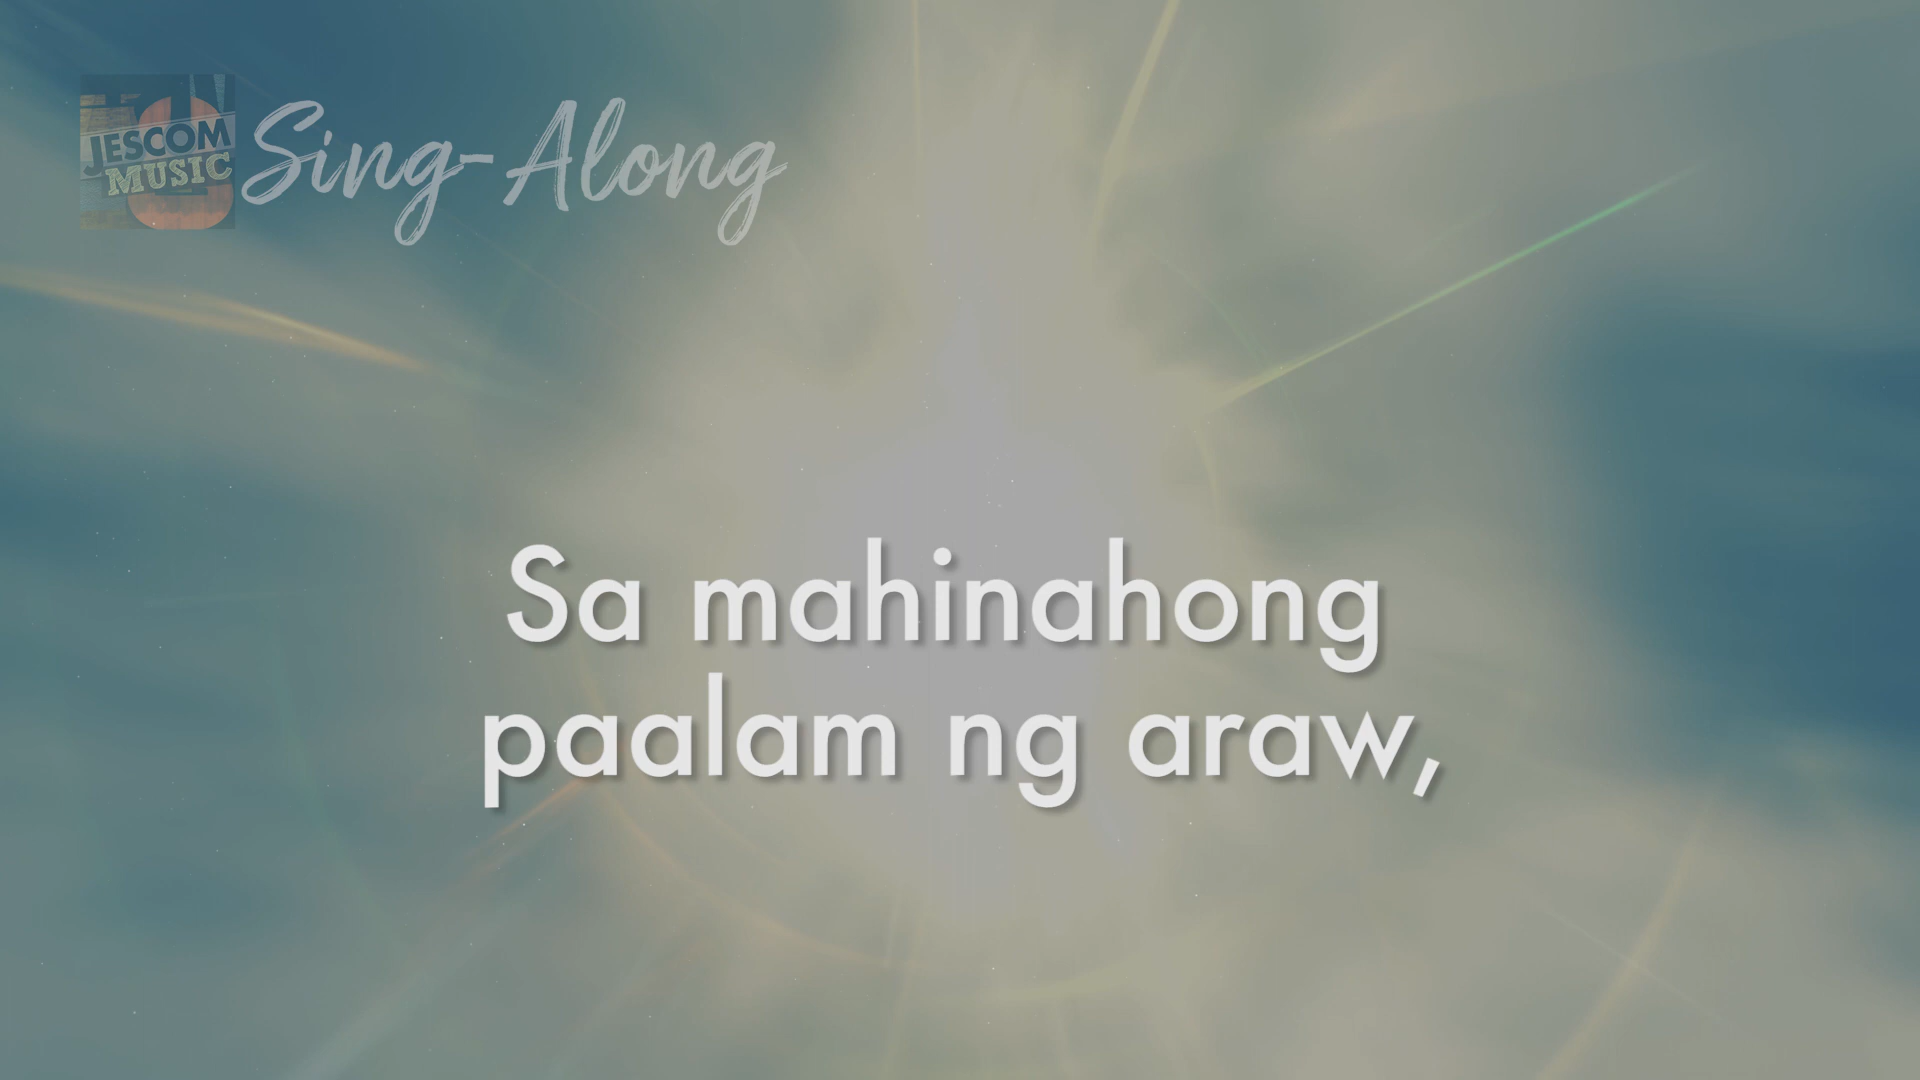 JESCOM
MUSIC
Sing-Along
Sa mahinahong
paalam ng araw,